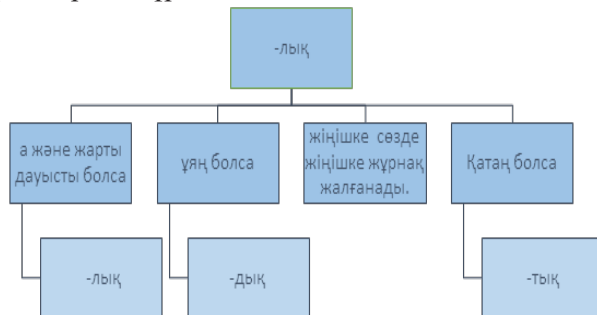 -лық
а және жарты
дауысты болса
ұяң болса
жіңішке сөзде
жіңішке жұрнақ
жалғанады.
Қатаң болса
-лық
-дық
-тық